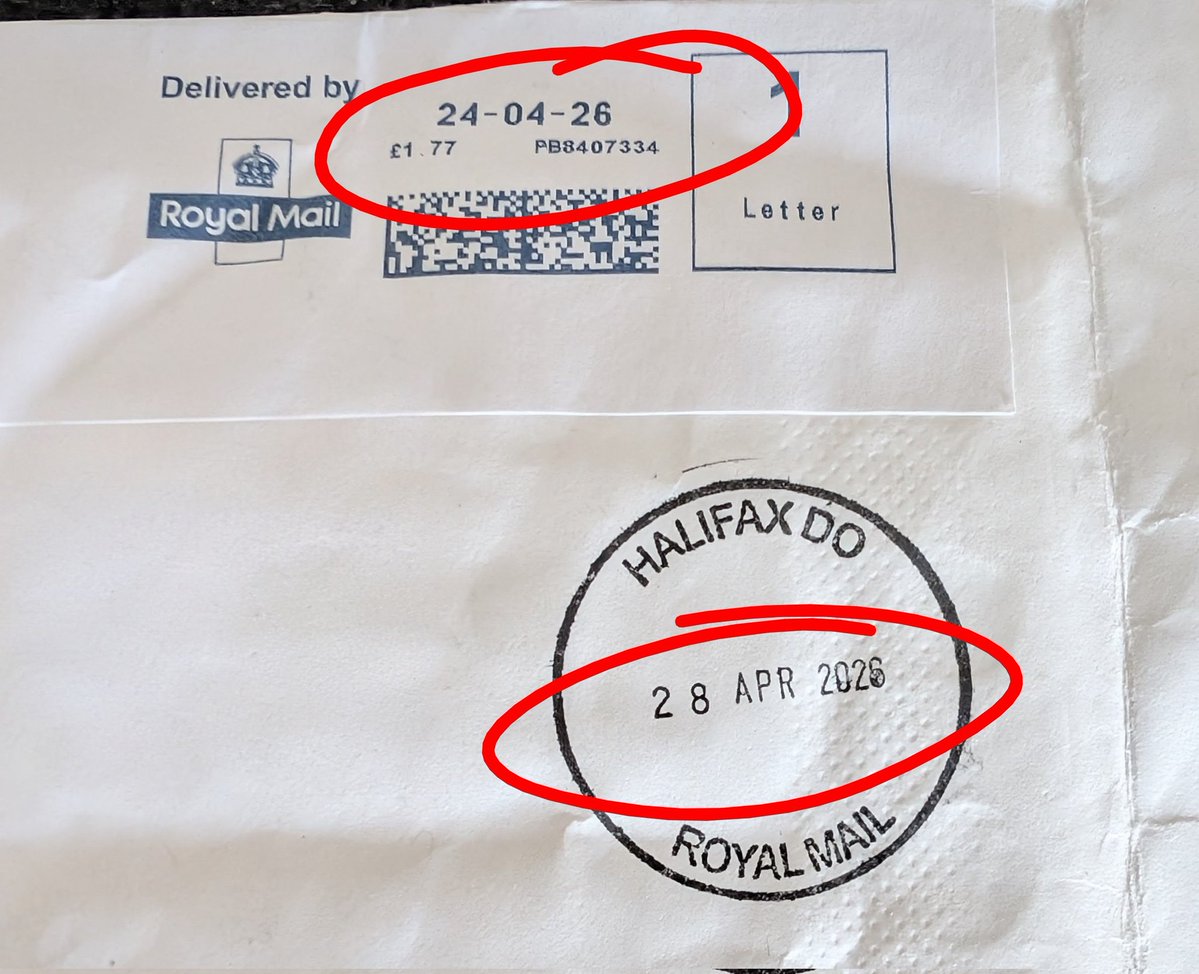 Delivered by
Royal Mail
24-04-26
£1.77 PB8407334
1
Letter
HALIFAX DO
28 APR 2026
ROYAL MAIL